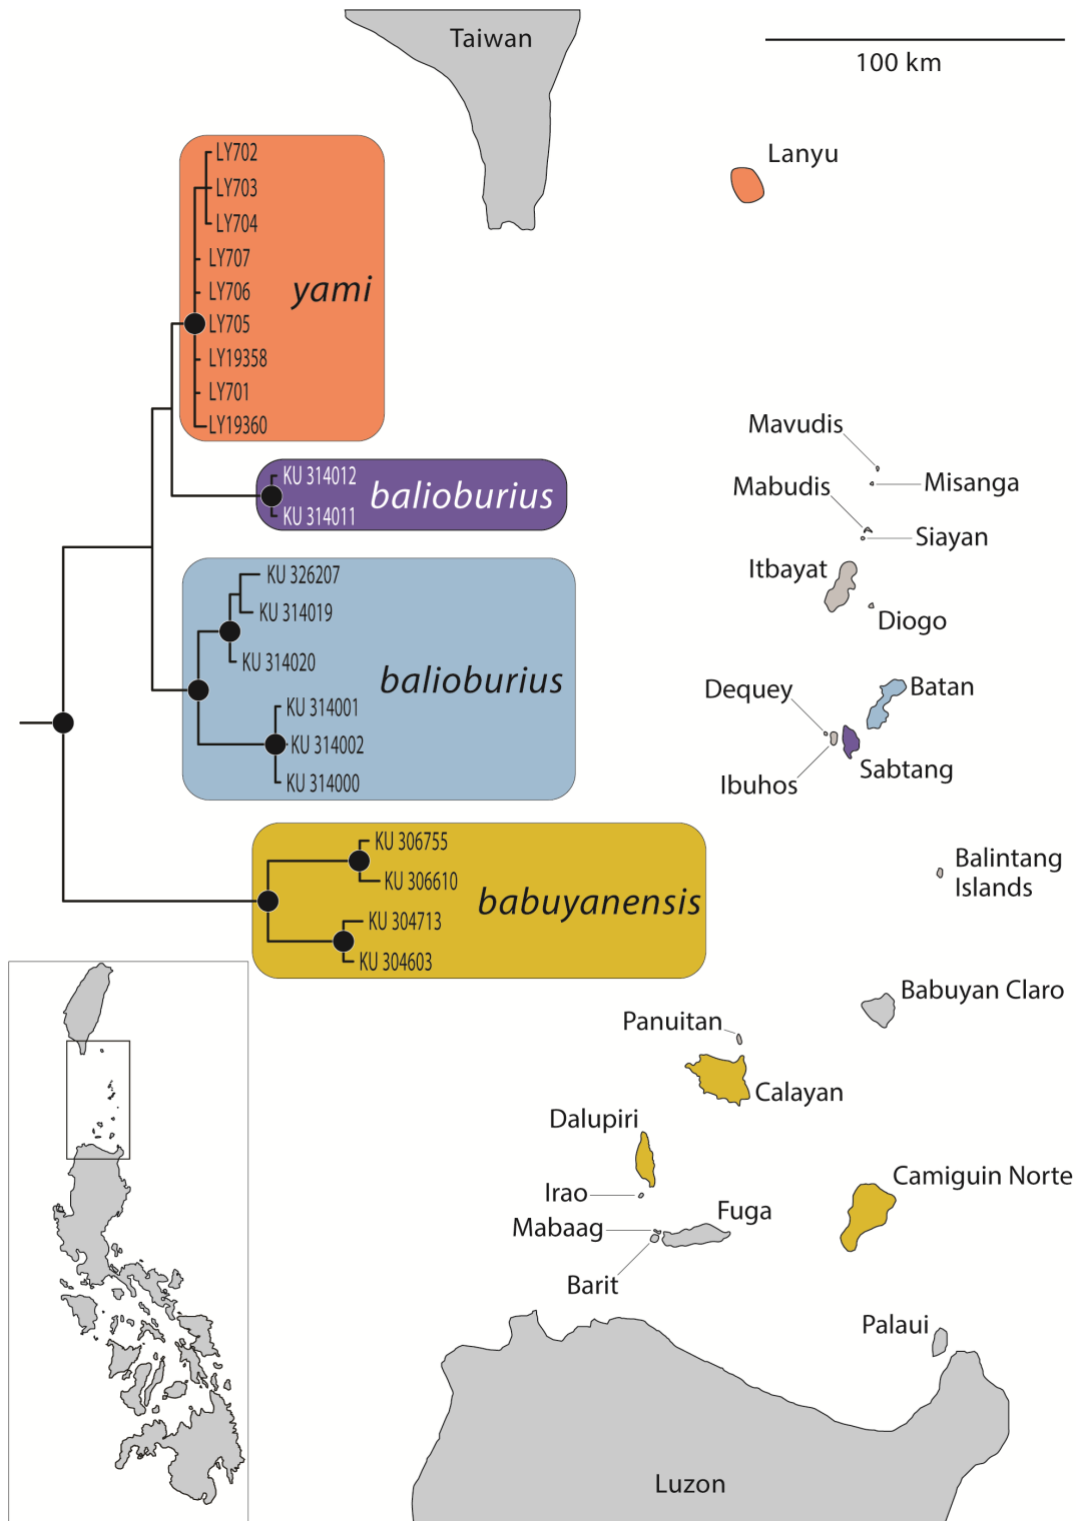 Taiwan
100 km
Lanyu
LY702
LY703
LY704
LY707
LY706
LY705
LY19358
LY701
LY19360
yami
KU 314012
KU 314011
balioburius
KU 326207
KU 314019
KU 314020
KU 314001
KU 314002
KU 314000
balioburius
KU 306755
KU 306610
KU 304713
KU 304603
babuyanensis
Mavudis
Misanga
Mabudis
Siayan
Itbayat
Diogo
Dequey
Batan
Ibuhos
Sabtang
Balintang
Islands
Babuyan Claro
Panuitan
Calayan
Dalupiri
Camiguin Norte
Irao
Fuga
Mabaag
Barit
Palaui
Luzon